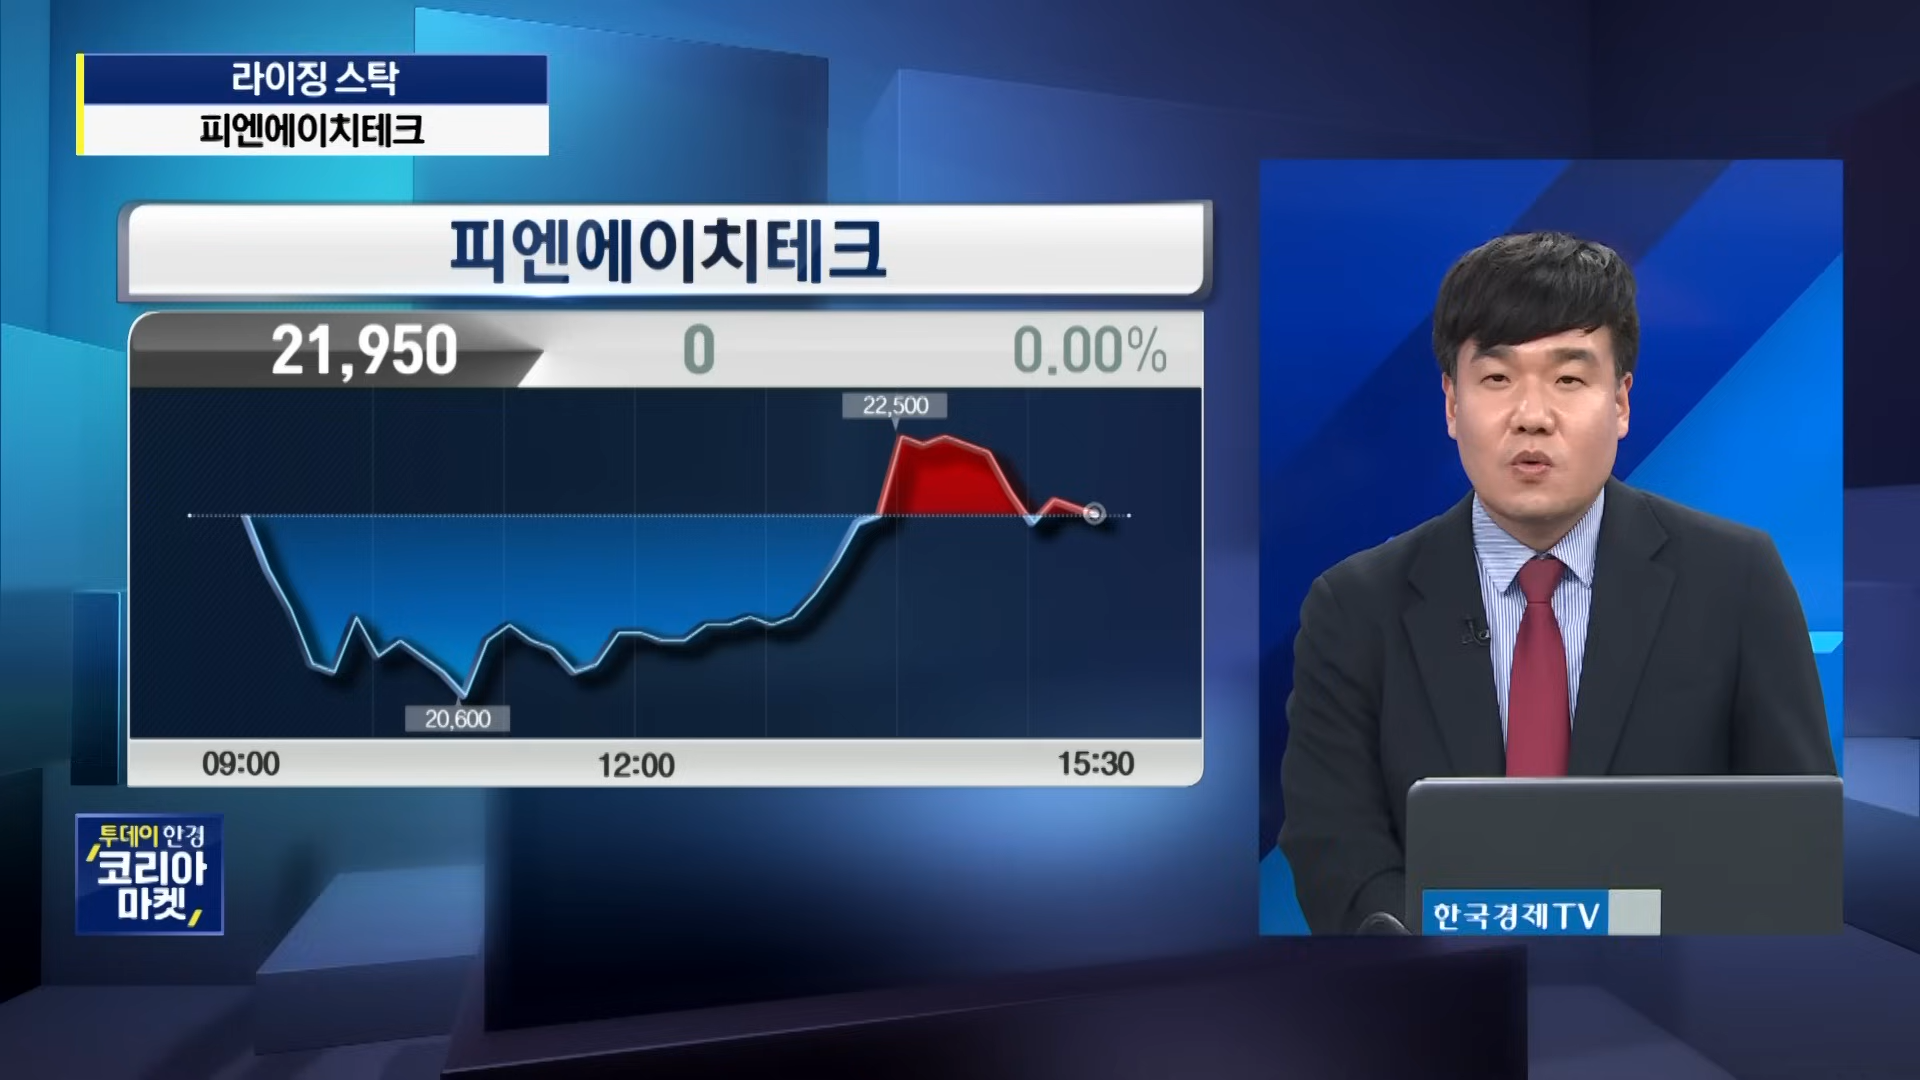 라이징 스탁
피엔에이치테크
피엔에이치테크
21,950 0 0.00%
22,500
20,600
09:00 12:00 15:30
투데이 한경
코리아
마켓
한국경제TV